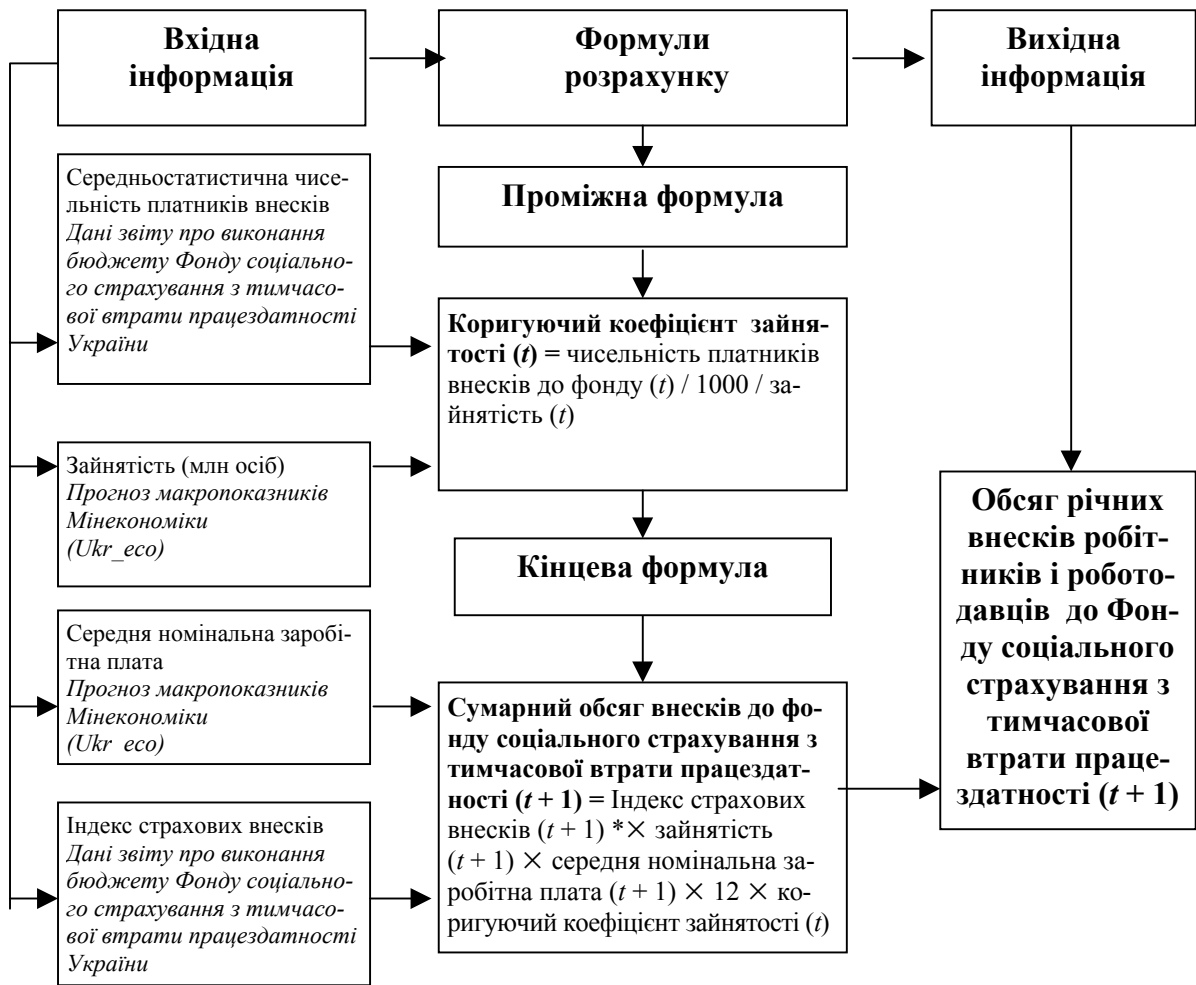 Вхідна
інформація
Формули
розрахунку
Вихідна
інформація
Середньостатистична чисе-
льність платників внесків
Дані звіту про виконання
бюджету Фонду соціально-
го страхування з тимчасо-
вої втрати працездатності
України
Зайнятість (млн осіб)
Прогноз макропоказників
Мінекономіки
(Ukr_eco)
Середня номінальна заробі-
тна плата
Прогноз макропоказників
Мінекономіки
(Ukr_eco)
Індекс страхових внесків
Дані звіту про виконання
бюджету Фонду соціально-
го страхування з тимчасо-
вої втрати працездатності
України
Проміжна формула
Коригуючий коефіцієнт зайня-
тості (t) = чисельність платників
внесків до фонду (t) / 1000 / за-
йнятість (t)
Кінцева формула
Сумарний обсяг внесків до фо-
нду соціального страхування з
тимчасової втрати працездат-
ності (t + 1) = Індекс страхових
внесків (t + 1) *× зайнятість
(t + 1) × середня номінальна за-
робітна плата (t + 1) × 12 × ко-
ригуючий коефіцієнт зайнятості (t)
Обсяг річних
внесків робіт-
ників і робото-
давців до Фон-
ду соціального
страхування з
тимчасової
втрати праце-
здатності (t + 1)